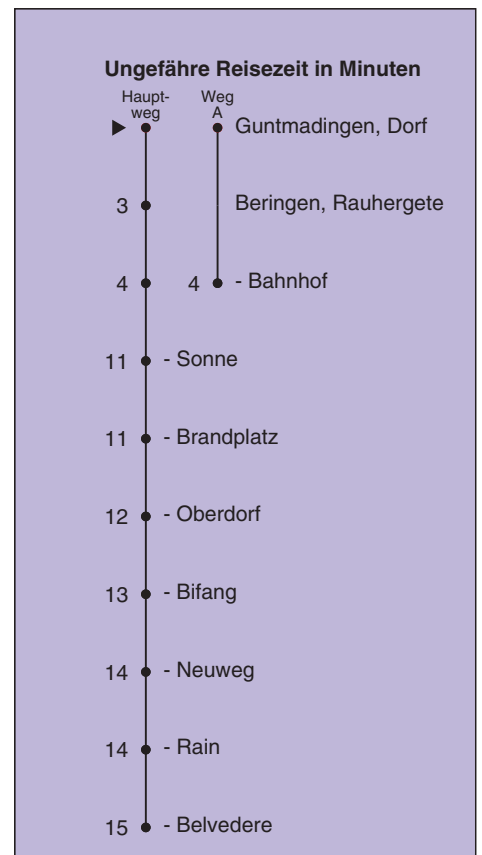 Ungefähre Reisezeit in Minuten
Haupt- Weg
weg A
Guntmadingen, Dorf
3 Beringen, Rauhergete
4 4 - Bahnhof
11 - Sonne
11 - Brandplatz
12 - Oberdorf
13 - Bifang
14 - Neuweg
14 - Rain
15 - Belvedere